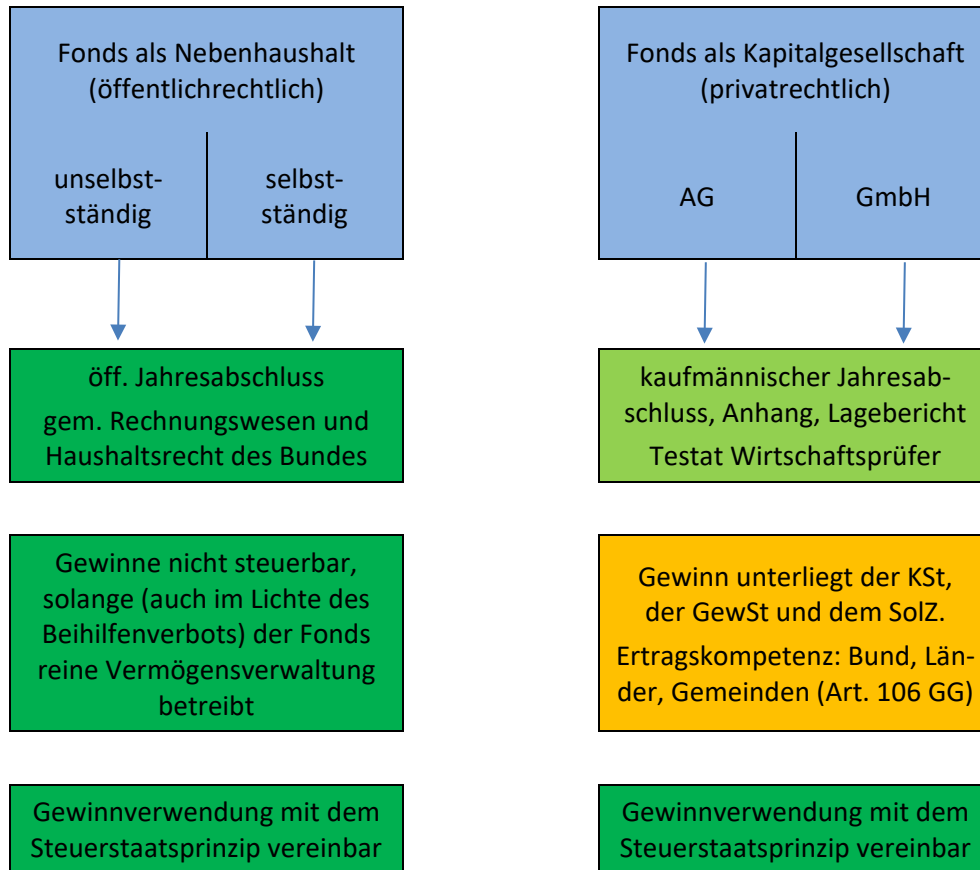 Fonds als Nebenhaushalt
(öffentlichrechtlich)
unselbst-
ständig
selbst-
ständig
öff. Jahresabschluss
gem. Rechnungswesen und
Haushaltsrecht des Bundes
Gewinne nicht steuerbar,
solange (auch im Lichte des
Beihilfenverbots) der Fonds
reine Vermögensverwaltung
betreibt
Gewinnverwendung mit dem
Steuerstaatsprinzip vereinbar
Fonds als Kapitalgesellschaft
(privatrechtlich)
AG
GmbH
kaufmännischer Jahresab-
schluss, Anhang, Lagebericht
Testat Wirtschaftsprüfer
Gewinn unterliegt der KSt,
der GewSt und dem SolZ.
Ertragskompetenz: Bund, Län-
der, Gemeinden (Art. 106 GG)
Gewinnverwendung mit dem
Steuerstaatsprinzip vereinbar